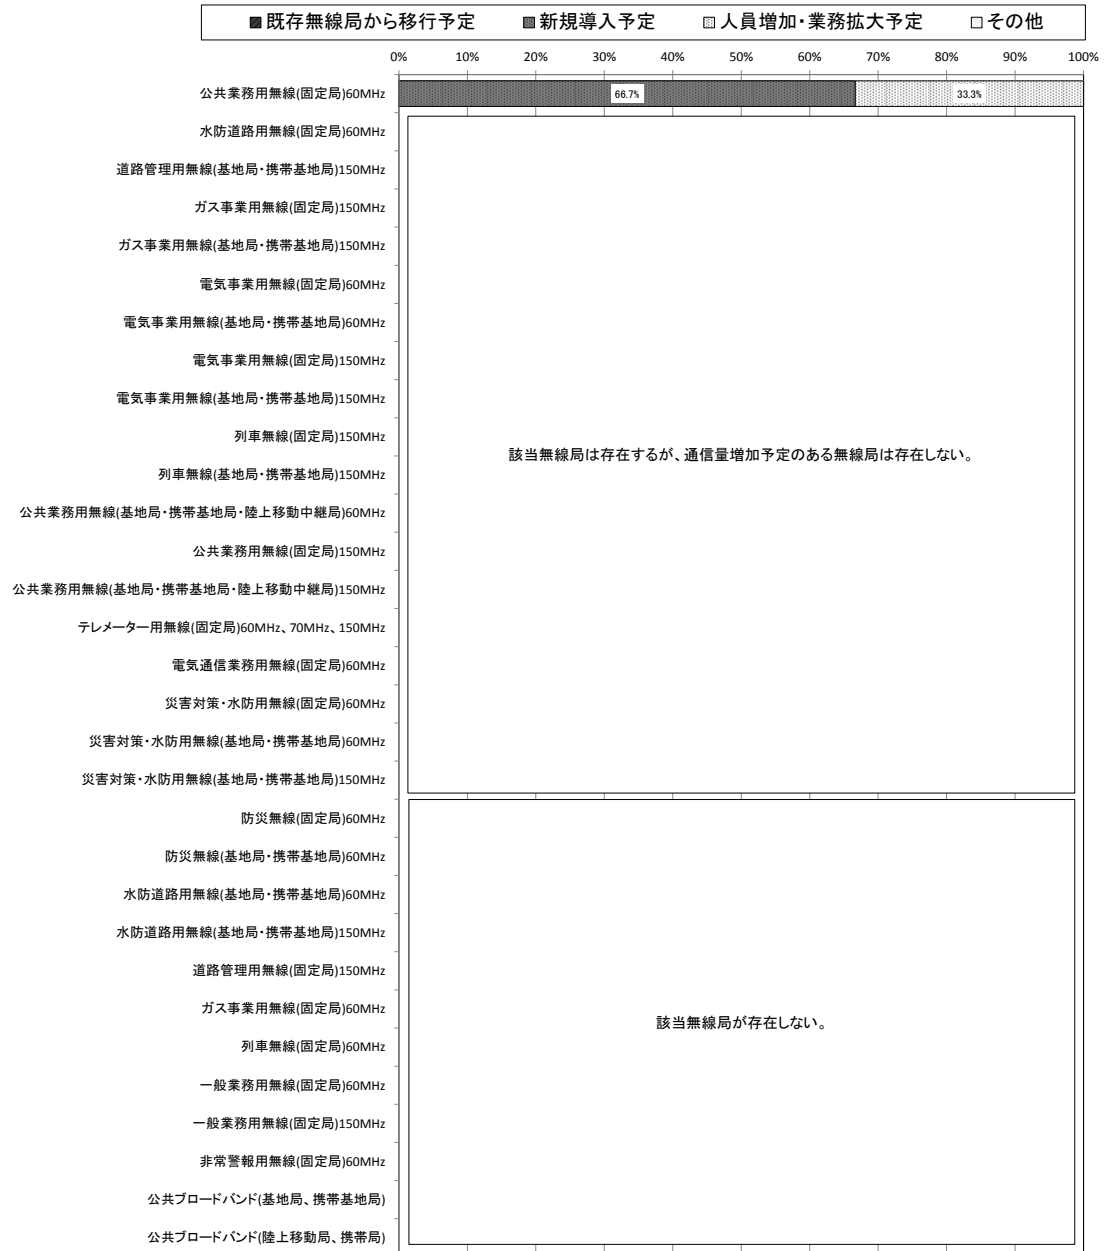 ■既存無線局から移行予定 ■新規導入予定 □人員増加・業務拡大予定 □その他
0% 10% 20% 30% 40% 50% 60% 70% 80% 90% 100%
公共業務用無線(固定局)60MHz 66.7% 33.3%
水防道路用無線(固定局)60MHz
道路管理用無線(基地局・携帯基地局)150MHz
ガス事業用無線(固定局)150MHz
ガス事業用無線(基地局・携帯基地局)150MHz
電気事業用無線(固定局)60MHz
電気事業用無線(基地局・携帯基地局)60MHz
電気事業用無線(固定局)150MHz
電気事業用無線(基地局・携帯基地局)150MHz
列車無線(固定局)150MHz
該当無線局は存在するが、通信量増加予定のある無線局は存在しない。
列車無線(基地局・携帯基地局)150MHz
公共業務用無線(基地局・携帯基地局・陸上移動中継局)60MHz
公共業務用無線(固定局)150MHz
公共業務用無線(基地局・携帯基地局・陸上移動中継局)150MHz
テレメーター用無線(固定局)60MHz、70MHz、150MHz
電気通信業務用無線(固定局)60MHz
災害対策・水防用無線(固定局)60MHz
災害対策・水防用無線(基地局・携帯基地局)60MHz
災害対策・水防用無線(基地局・携帯基地局)150MHz
防災無線(固定局)60MHz
防災無線(基地局・携帯基地局)60MHz
水防道路用無線(基地局・携帯基地局)60MHz
水防道路用無線(基地局・携帯基地局)150MHz
道路管理用無線(固定局)150MHz
ガス事業用無線(固定局)60MHz
該当無線局が存在しない。
列車無線(固定局)60MHz
一般業務用無線(固定局)60MHz
一般業務用無線(固定局)150MHz
非常警報用無線(固定局)60MHz
公共ブロードバンド(基地局、携帯基地局)
公共ブロードバンド(陸上移動局、携帯局)